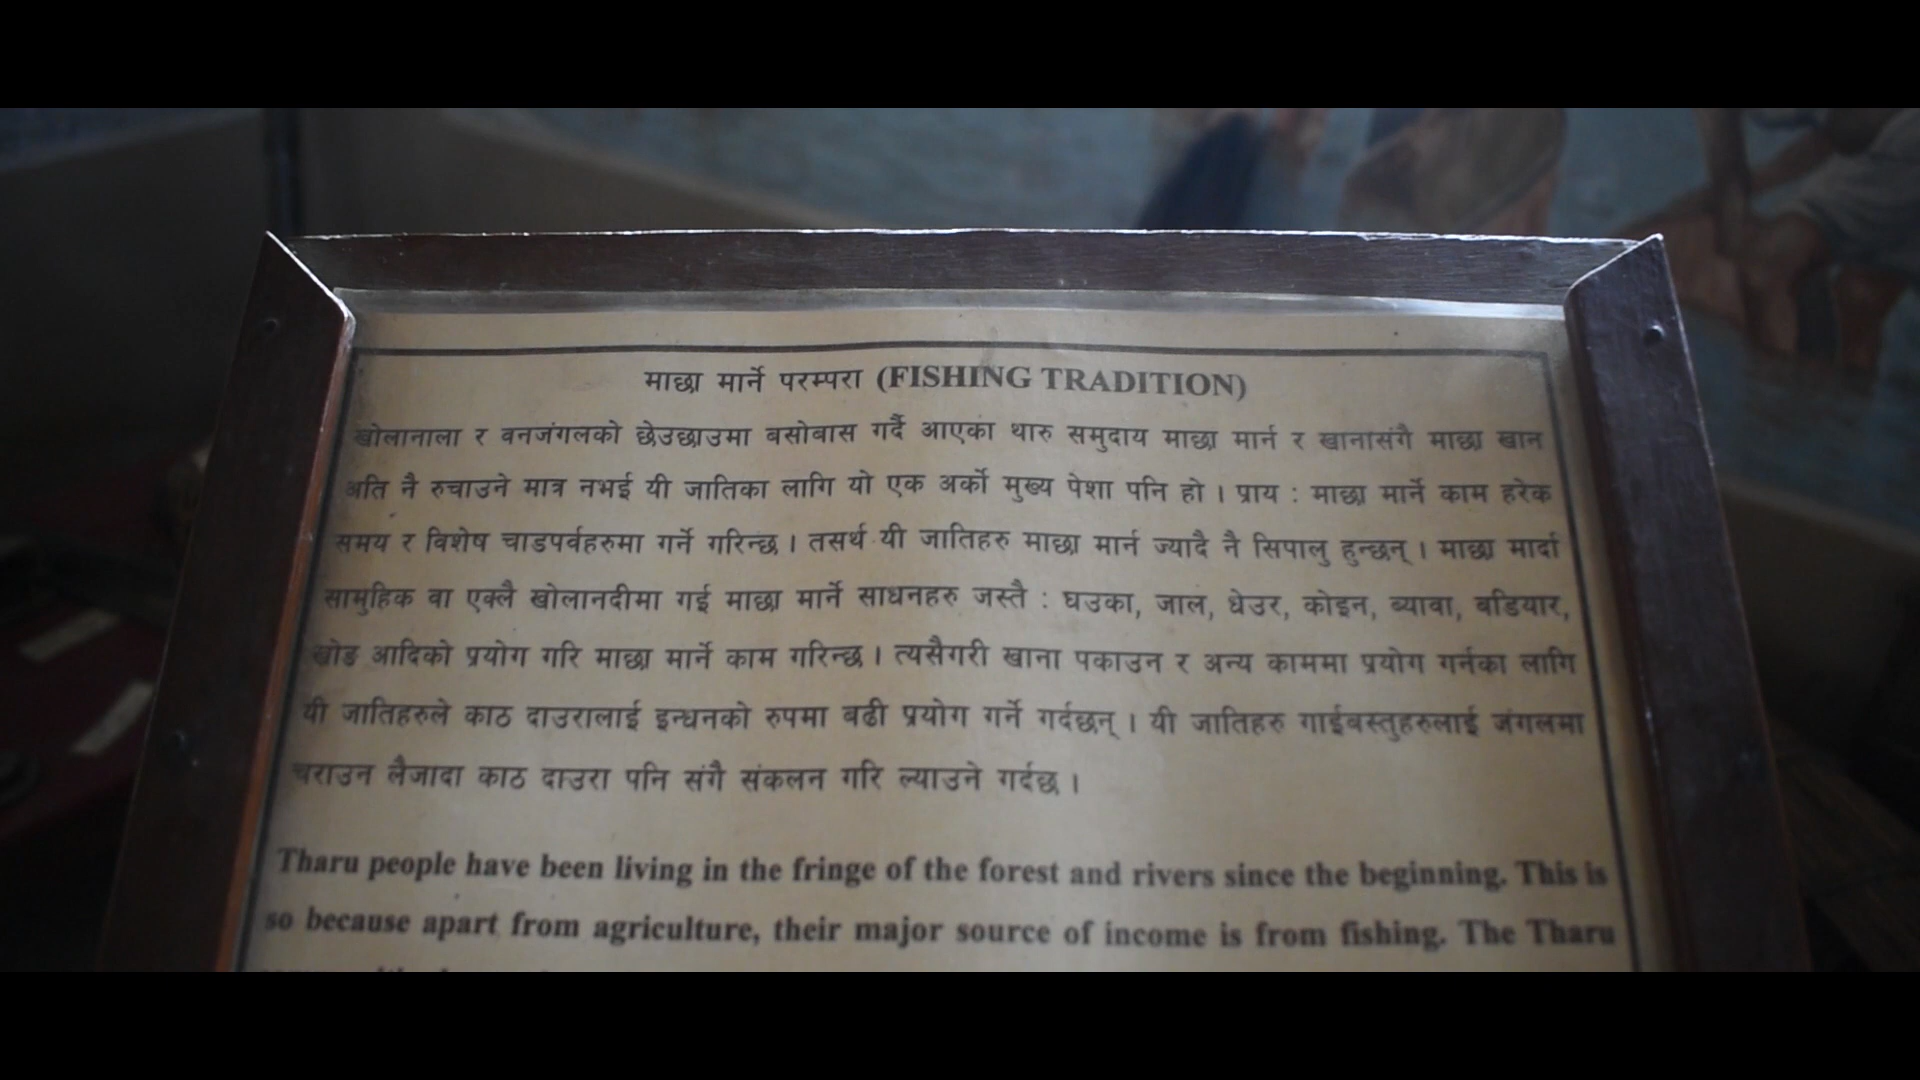 माछा मार्ने परम्परा (FISHING TRADITION)
खोलानाला र वनजंगलको छेउछाउमा बसोबास गर्दै आएका थारु समुदाय माछा मार्न र खानासंगै माछा खान
अति नै रुचाउने मात्र नभई यी जातिका लागि यो एक अर्को मुख्य पेशा पनि हो । प्राय : माछा मार्ने काम हरेक
समय र विशेष चाडपर्वहरुमा गर्ने गरिन्छ । तसर्थ यी जातिहरु माछा मार्न ज्यादै नै सिपालु हुन्छन् । माछा मार्दा
सामुहिक वा एक्लै खोलानदीमा गई माछा मार्ने साधनहरु जस्तै : घउका, जाल, धेउर, कोइन, ब्यावा, बडियार,
खोङ आदिको प्रयोग गरि माछा मार्ने काम गरिन्छ । त्यसैगरी खाना पकाउन र अन्य काममा प्रयोग गर्नका लागि
यी जातिहरुले काठ दाउरालाई इन्धनको रुपमा बढी प्रयोग गर्ने गर्दछन् । यी जातिहरु गाईबस्तुहरुलाई जंगलमा
चराउन लैजादा काठ दाउरा पनि संगै संकलन गरि ल्याउने गर्दछ ।
Tharu people have been living in the fringe of the forest and rivers since the beginning. This is
so because apart from agriculture, their major source of income is from fishing. The Tharu